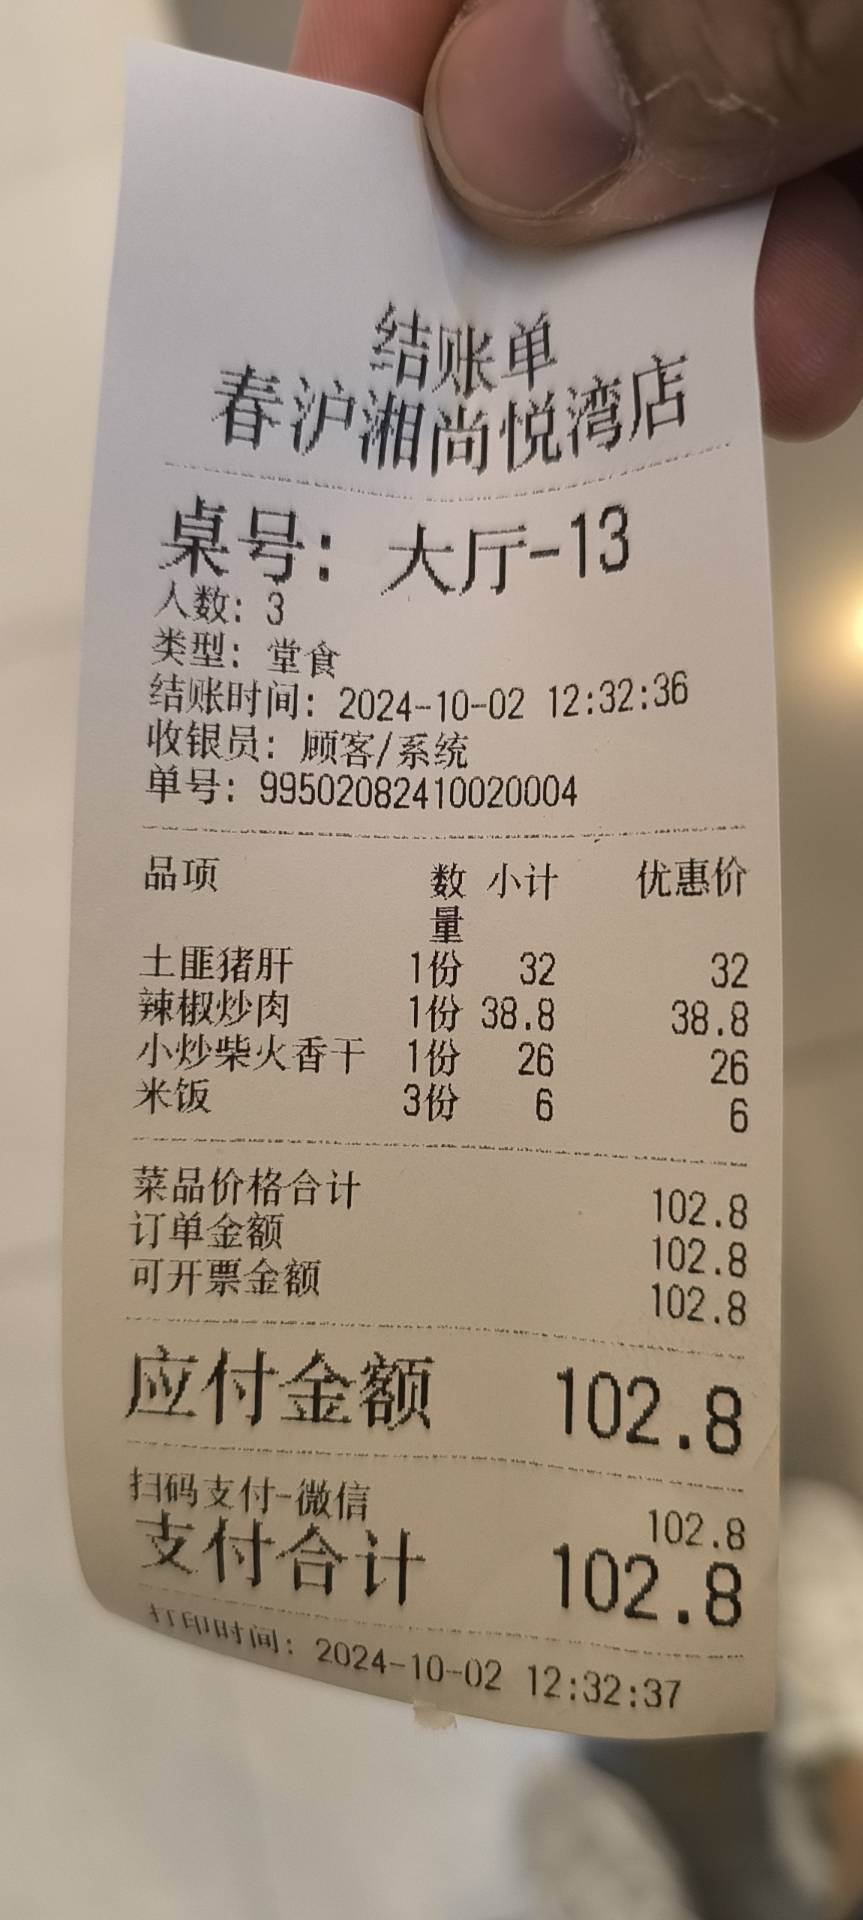 结账单
春沪湘尚悦湾店
桌号: 大厅-13
人数: 3
类型: 堂食
结账时间: 2024-10-02 12:32:36
收银员: 顾客/系统
单号: 99502082410020004
品项 数量 小计 优惠价
土匪猪肝 1份 32 32
辣椒炒肉 1份 38.8 38.8
小炒柴火香干 1份 26 26
米饭 3份 6 6
菜品价格合计 102.8
订单金额 102.8
可开票金额 102.8
应付金额 102.8
扫码支付-微信 102.8
支付合计 102.8
打印时间: 2024-10-02 12:32:37